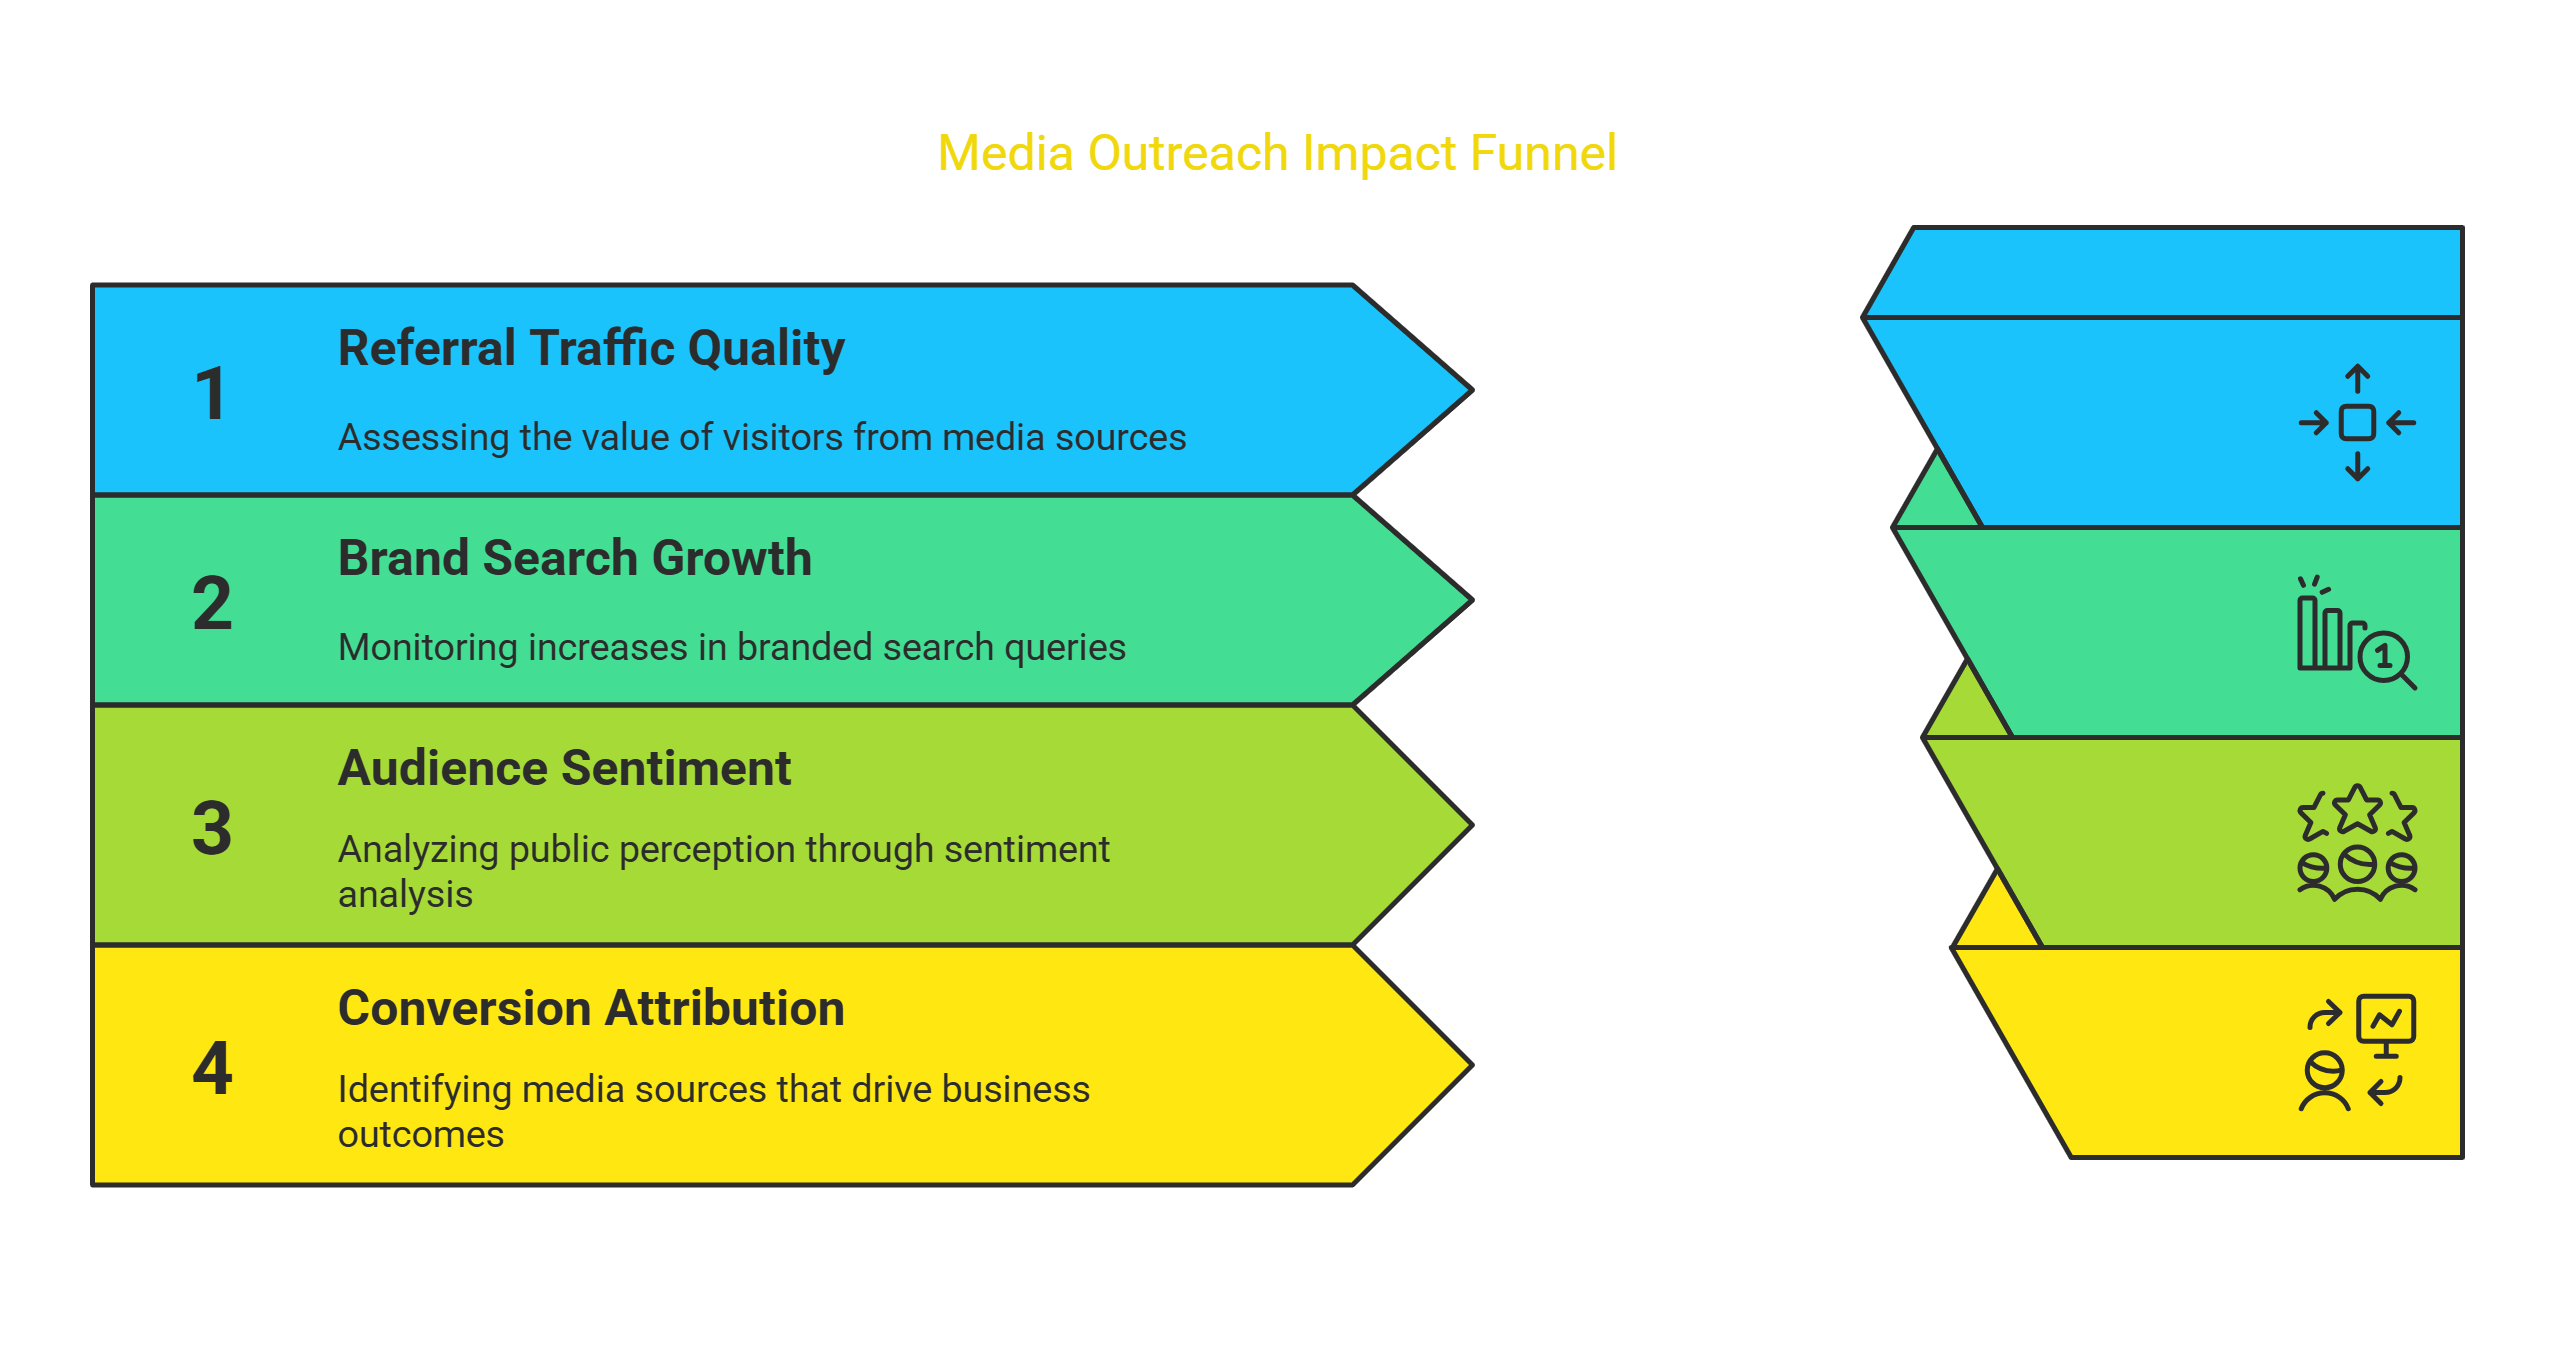 Media Outreach Impact Funnel
1
Referral Traffic Quality
Assessing the value of visitors from media sources
2
Brand Search Growth
Monitoring increases in branded search queries
1
3
Audience Sentiment
Analyzing public perception through sentiment
analysis
4
Conversion Attribution
Identifying media sources that drive business
outcomes